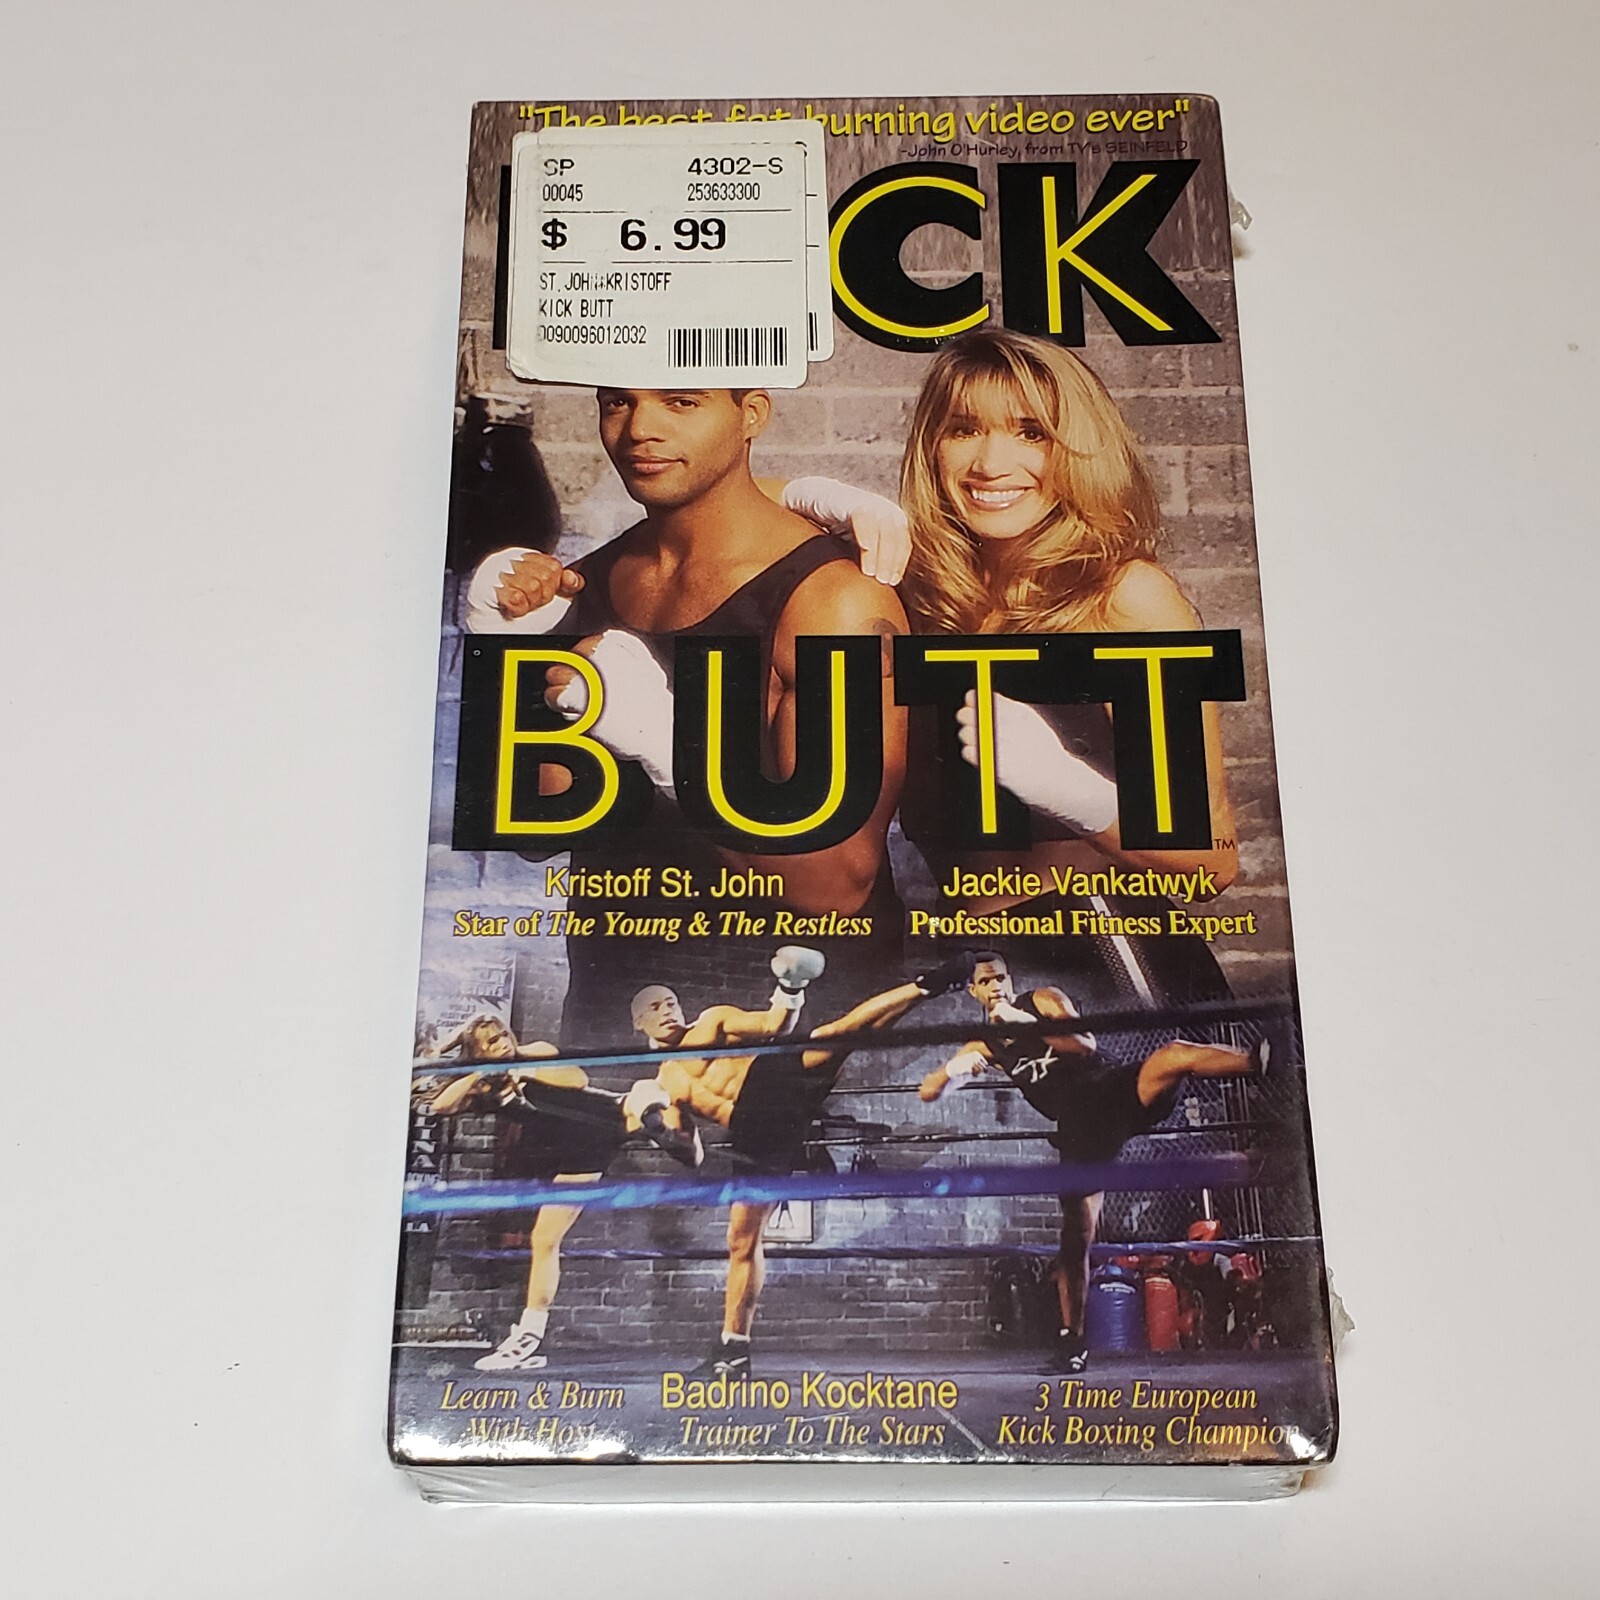 "The best fat burning video ever"
-John O'Hurley, from TV's SEINFELD
SP 4302-S
00045 253633300
$ 6.99
ST. JOHN*KRISTOFF
KICK BUTT
0090096012032
CK
BUTT™
Kristoff St. John Jackie Vankatwyk
Star of The Young & The Restless Professional Fitness Expert
Learn & Burn Badrino Kocktane 3 Time European
With Host Trainer To The Stars Kick Boxing Champion